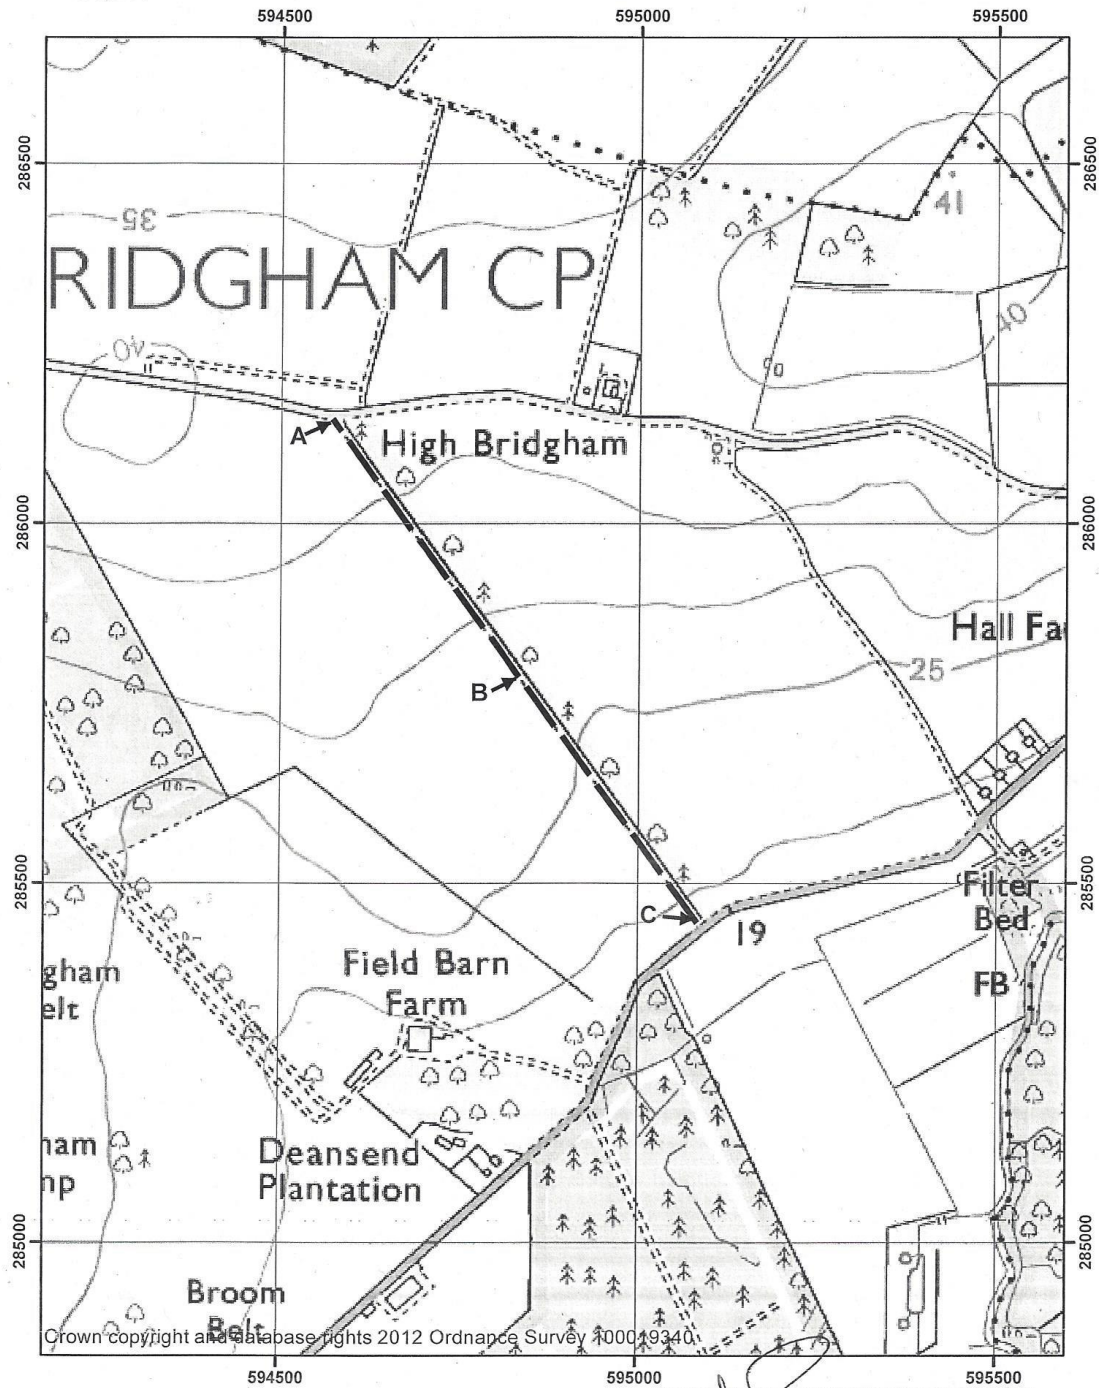 594500 595000 595500
286500 286500
41
35
RIDGHAM CP
40
40
A
High Bridgham
286000 286000
Hall Fa
25
B
285500 285500
Filter
Bed
C
19
gham
elt
Field Barn
Farm
FB
ham
mp
Deansend
Plantation
285000 285000
Broom
Belt
Crown copyright and database rights 2012 Ordnance Survey 100019340
594500 595000 595500